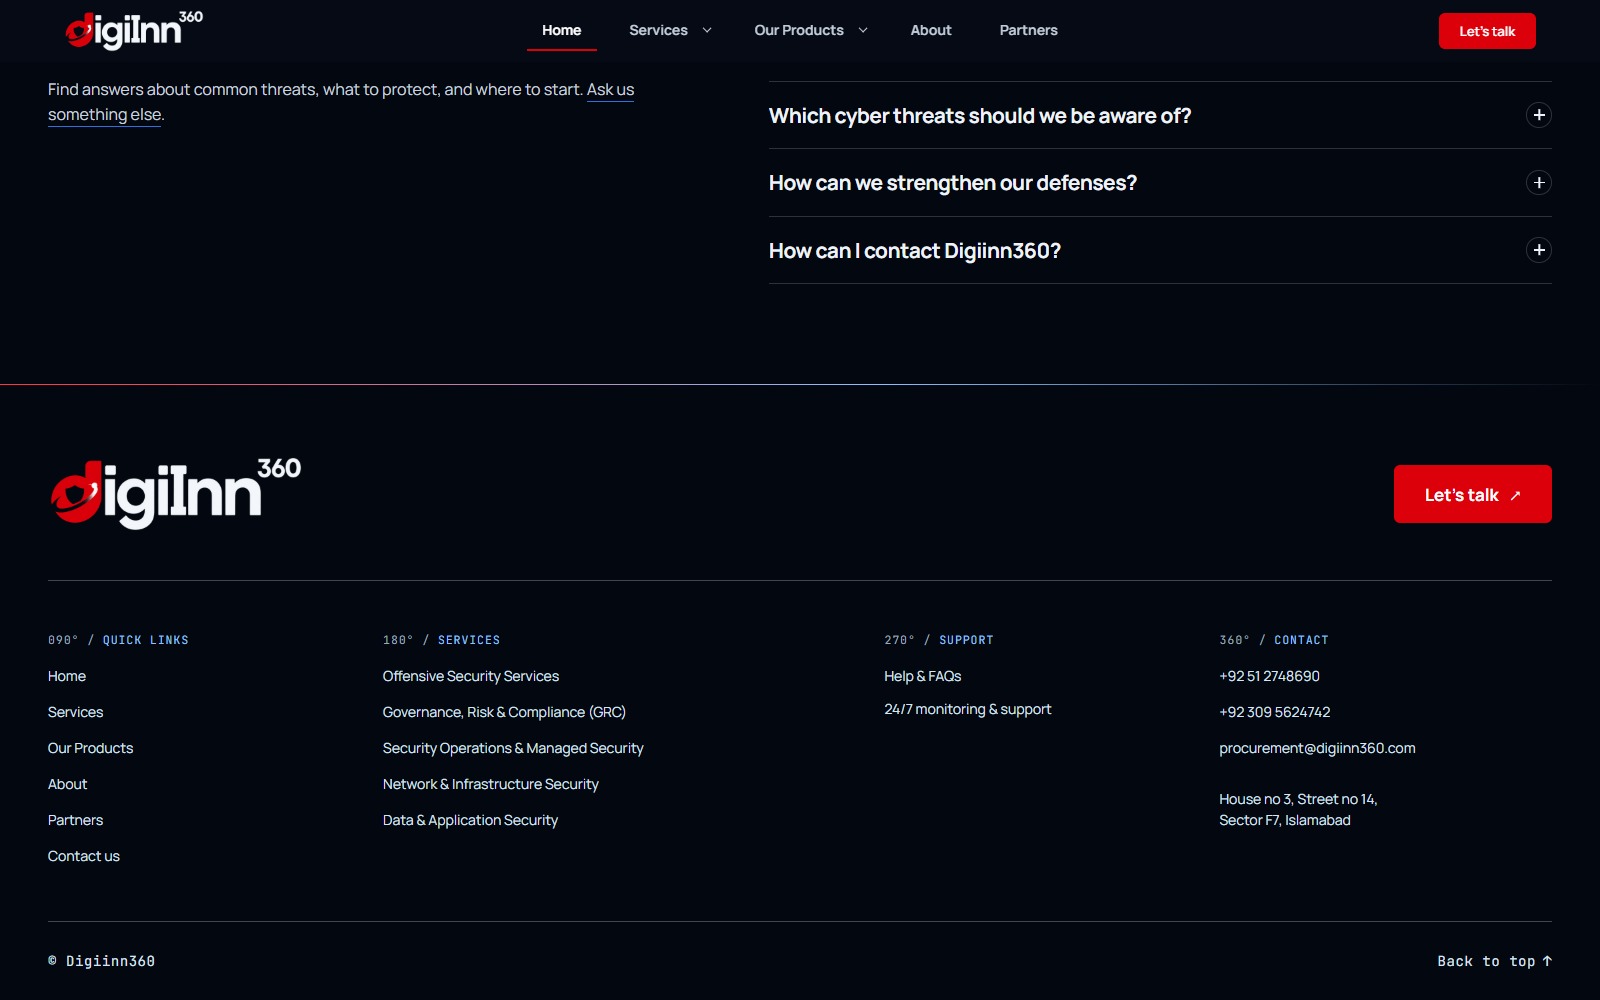 digiInn360
Home
Services
Our Products
About
Partners
Let's talk
Find answers about common threats, what to protect, and where to start. Ask us
something else.
Which cyber threats should we be aware of?
How can we strengthen our defenses?
How can I contact Digiinn360?
digiInn360
Let's talk ↗
090° / QUICK LINKS
Home
Services
Our Products
About
Partners
Contact us
180° / SERVICES
Offensive Security Services
Governance, Risk & Compliance (GRC)
Security Operations & Managed Security
Network & Infrastructure Security
Data & Application Security
270° / SUPPORT
Help & FAQs
24/7 monitoring & support
360° / CONTACT
+92 51 2748690
+92 309 5624742
procurement@digiinn360.com
House no 3, Street no 14,
Sector F7, Islamabad
© Digiinn360
Back to top ↑